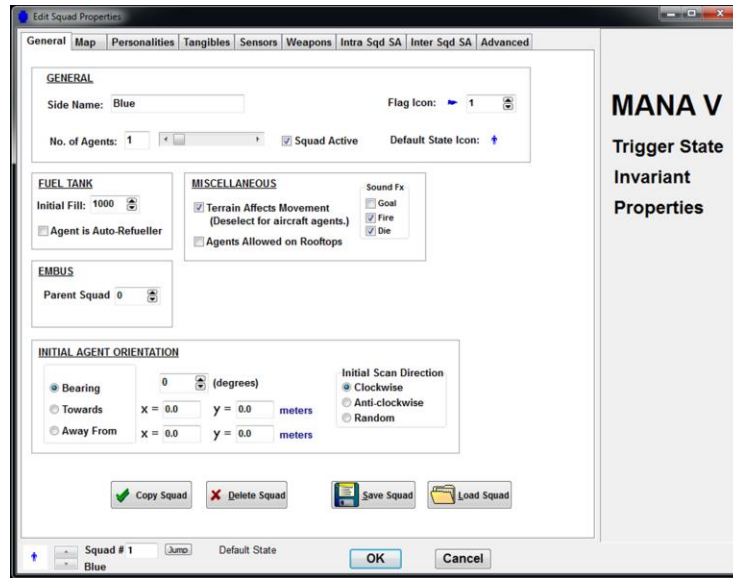 Edit Squad Properties
General Map Personalities Tangibles Sensors Weapons Intra Sqd SA Inter Sqd SA Advanced
GENERAL
Side Name: Blue Flag Icon: 1
No. of Agents: 1 Squad Active Default State Icon:
FUEL TANK
Initial Fill: 1000
Agent is Auto-Refueller
MISCELLANEOUS
Terrain Affects Movement
(Deselect for aircraft agents.)
Agents Allowed on Rooftops
Sound Fx
Goal
Fire
Die
EMBUS
Parent Squad 0
INITIAL AGENT ORIENTATION
Bearing 0 (degrees)
Towards x = 0.0 y = 0.0 meters
Away From x = 0.0 y = 0.0 meters
Initial Scan Direction
Clockwise
Anti-clockwise
Random
Copy Squad Delete Squad Save Squad Load Squad
Squad # 1 Jump Default State
Blue
OK Cancel
MANA V
Trigger State
Invariant
Properties